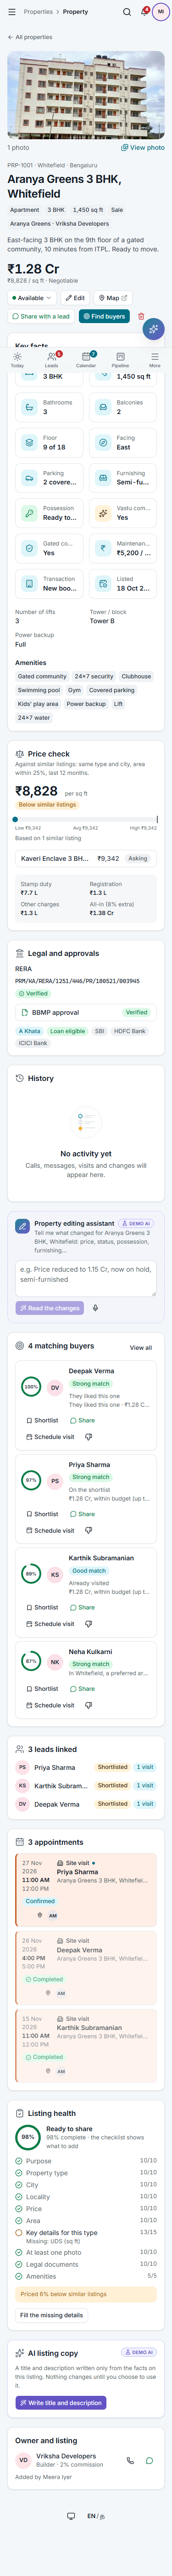 Properties > Property
4
MI
All properties
1 photo
View photo
PRP-1001 · Whitefield · Bengaluru
Aranya Greens 3 BHK,
Whitefield
Apartment 3 BHK 1,450 sq ft Sale
Aranya Greens · Vriksha Developers
East-facing 3 BHK on the 9th floor of a gated
community, 10 minutes from ITPL. Ready to move.
₹1.28 Cr
₹8,828 / sq ft · Negotiable
Available Edit Map
Share with a lead Find buyers
Key facts
Today Leads Calendar Pipeline More
3 BHK 1,450 sq ft
Bathrooms
3
Balconies
2
Floor
9 of 18
Facing
East
Parking
2 covere...
Furnishing
Semi-fu...
Possession
Ready to...
Vastu com...
Yes
Gated co...
Yes
Maintenan...
₹5,200 / ...
Transaction
New boo...
Listed
18 Oct 2...
Number of lifts
3
Tower / block
Tower B
Power backup
Full
Amenities
Gated community 24×7 security Clubhouse
Swimming pool Gym Covered parking
Kids' play area Power backup Lift
24×7 water
Price check
Against similar listings: same type and city, area
within 25%, last 12 months.
₹8,828 per sq ft
Below similar listings
Low ₹9,342 Avg ₹9,342 High ₹9,342
Based on 1 similar listing
Kaveri Enclave 3 BH... ₹9,342 Asking
Stamp duty
₹7.7 L
Registration
₹1.3 L
Other charges
₹1.3 L
All-in (8% extra)
₹1.38 Cr
Legal and approvals
RERA
PRM/KA/RERA/1251/446/PR/180521/003945
Verified
BBMP approval Verified
A Khata Loan eligible SBI HDFC Bank
ICICI Bank
History
No activity yet
Calls, messages, visits and changes will
appear here.
Property editing assistant DEMO AI
Tell me what changed for Aranya Greens 3
BHK, Whitefield: price, status, possession,
furnishing...
e.g. Price reduced to 1.15 Cr, now on hold,
semi-furnished
Read the changes
4 matching buyers View all
100% DV
Deepak Verma
Strong match
They liked this one
They liked this one · ₹1.28 C...
Shortlist Share
Schedule visit
97% PS
Priya Sharma
Strong match
On the shortlist
₹1.28 Cr, within budget (up t...
Shortlist Share
Schedule visit
89% KS
Karthik Subramanian
Good match
Already visited
₹1.28 Cr, within budget (up t...
Shortlist Share
Schedule visit
87% NK
Neha Kulkarni
Strong match
In Whitefield, a preferred ar...
Shortlist Share
Schedule visit
3 leads linked
PS Priya Sharma Shortlisted 1 visit
KS Karthik Subram... Shortlisted 1 visit
DV Deepak Verma Shortlisted 1 visit
3 appointments
27 Nov
2026
11:00 AM
12:00 PM
Site visit
Priya Sharma
Aranya Greens 3 BHK, Whitefiel...
Confirmed
AM
26 Nov
2026
4:00 PM
5:00 PM
Site visit
Deepak Verma
Aranya Greens 3 BHK, Whitefiel...
Completed
AM
15 Nov
2026
11:00 AM
12:00 PM
Site visit
Karthik Subramanian
Aranya Greens 3 BHK, Whitefiel...
Completed
AM
Listing health
98%
Ready to share
98% complete · the checklist shows
what to add
Purpose 10/10
Property type 10/10
City 10/10
Locality 10/10
Price 10/10
Area 10/10
Key details for this type 13/15
Missing: UDS (sq ft)
At least one photo 10/10
Location 10/10
Legal documents 10/10
Amenities 5/5
Priced 6% below similar listings
Fill the missing details
AI listing copy DEMO AI
A title and description written only from the facts on
this listing. Nothing changes until you choose to use
it.
Write title and description
Owner and listing
VD
Vriksha Developers
Builder · 2% commission
Added by Meera Iyer
EN /